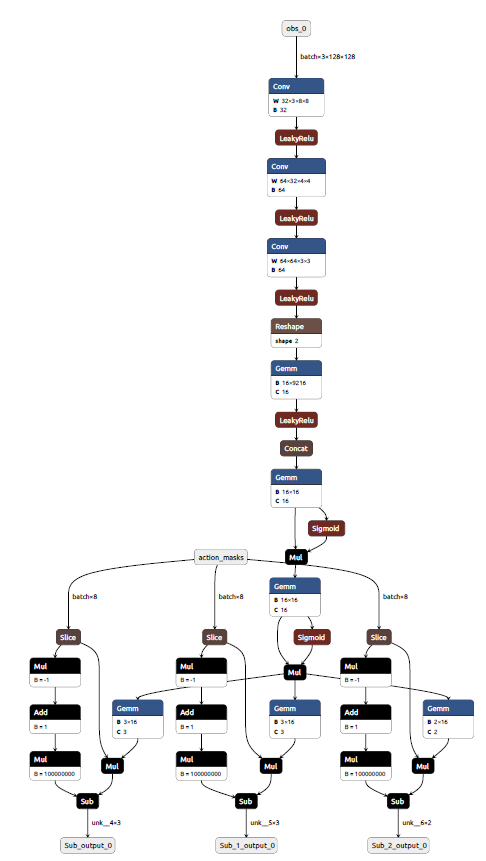 obs_0
batch×3×128×128
Conv
W 32×3×8×8
B 32
LeakyRelu
Conv
W 64×32×4×4
B 64
LeakyRelu
Conv
W 64×64×3×3
B 64
LeakyRelu
Reshape
shape 2
Gemm
B 16×9216
C 16
LeakyRelu
Concat
Gemm
B 16×16
C 16
Sigmoid
action_masks
Mul
batch×8
batch×8
Gemm
B 16×16
C 16
batch×8
Slice
Slice
Sigmoid
Slice
Mul
B = -1
Mul
B = -1
Mul
Mul
B = -1
Add
B = 1
Gemm
B 3×16
C 3
Add
B = 1
Gemm
B 3×16
C 3
Add
B = 1
Gemm
B 2×16
C 2
Mul
B = 100000000
Mul
Mul
B = 100000000
Mul
Mul
B = 100000000
Mul
Sub
Sub
Sub
unk__4×3
unk__5×3
unk__6×2
Sub_output_0
Sub_1_output_0
Sub_2_output_0